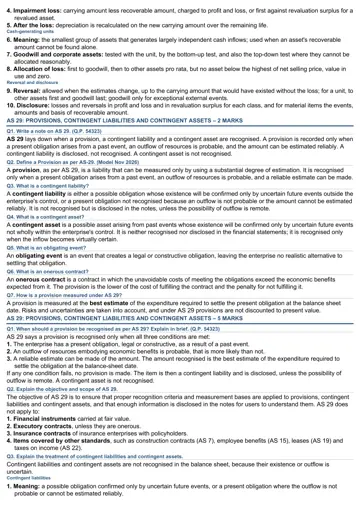 4. Impairment loss: carrying amount less recoverable amount, charged to profit and loss, or first against revaluation surplus for a
revalued asset.
5. After the loss: depreciation is recalculated on the new carrying amount over the remaining life.
Cash-generating units
6. Meaning: the smallest group of assets that generates largely independent cash inflows; used when an asset's recoverable
amount cannot be found alone.
7. Goodwill and corporate assets: tested with the unit, by the bottom-up test, and also the top-down test where they cannot be
allocated reasonably.
8. Allocation of loss: first to goodwill, then to other assets pro rata, but no asset below the highest of net selling price, value in
use and zero.
Reversal and disclosure
9. Reversal: allowed when the estimates change, up to the carrying amount that would have existed without the loss; for a unit, to
other assets first and goodwill last; goodwill only for exceptional external events.
10. Disclosure: losses and reversals in profit and loss and in revaluation surplus for each class, and for material items the events,
amounts and basis of recoverable amount.
AS 29: PROVISIONS, CONTINGENT LIABILITIES AND CONTINGENT ASSETS – 2 MARKS
Q1. Write a note on AS 29. (Q.P. 54323)
AS 29 lays down when a provision, a contingent liability and a contingent asset are recognised. A provision is recorded only when
a present obligation arises from a past event, an outflow of resources is probable, and the amount can be estimated reliably. A
contingent liability is disclosed, not recognised. A contingent asset is not recognised.
Q2. Define a Provision as per AS-29. (Model Nov 2026)
A provision, as per AS 29, is a liability that can be measured only by using a substantial degree of estimation. It is recognised
only when a present obligation arises from a past event, an outflow of resources is probable, and a reliable estimate can be made.
Q3. What is a contingent liability?
A contingent liability is either a possible obligation whose existence will be confirmed only by uncertain future events outside the
enterprise's control, or a present obligation not recognised because an outflow is not probable or the amount cannot be estimated
reliably. It is not recognised but is disclosed in the notes, unless the possibility of outflow is remote.
Q4. What is a contingent asset?
A contingent asset is a possible asset arising from past events whose existence will be confirmed only by uncertain future events
not wholly within the enterprise's control. It is neither recognised nor disclosed in the financial statements; it is recognised only
when the inflow becomes virtually certain.
Q5. What is an obligating event?
An obligating event is an event that creates a legal or constructive obligation, leaving the enterprise no realistic alternative to
settling that obligation.
Q6. What is an onerous contract?
An onerous contract is a contract in which the unavoidable costs of meeting the obligations exceed the economic benefits
expected from it. The provision is the lower of the cost of fulfilling the contract and the penalty for not fulfilling it.
Q7. How is a provision measured under AS 29?
A provision is measured at the best estimate of the expenditure required to settle the present obligation at the balance sheet
date. Risks and uncertainties are taken into account, and under AS 29 provisions are not discounted to present value.
AS 29: PROVISIONS, CONTINGENT LIABILITIES AND CONTINGENT ASSETS – 5 MARKS
Q1. When should a provision be recognised as per AS 29? Explain in brief. (Q.P. 54323)
AS 29 says a provision is recognised only when all three conditions are met:
1. The enterprise has a present obligation, legal or constructive, as a result of a past event.
2. An outflow of resources embodying economic benefits is probable, that is more likely than not.
3. A reliable estimate can be made of the amount. The amount recognised is the best estimate of the expenditure required to
settle the obligation at the balance-sheet date.
If any one condition fails, no provision is made. The item is then a contingent liability and is disclosed, unless the possibility of
outflow is remote. A contingent asset is not recognised.
Q2. Explain the objective and scope of AS 29.
The objective of AS 29 is to ensure that proper recognition criteria and measurement bases are applied to provisions, contingent
liabilities and contingent assets, and that enough information is disclosed in the notes for users to understand them. AS 29 does
not apply to:
1. Financial instruments carried at fair value.
2. Executory contracts, unless they are onerous.
3. Insurance contracts of insurance enterprises with policyholders.
4. Items covered by other standards, such as construction contracts (AS 7), employee benefits (AS 15), leases (AS 19) and
taxes on income (AS 22).
Q3. Explain the treatment of contingent liabilities and contingent assets.
Contingent liabilities and contingent assets are not recognised in the balance sheet, because their existence or outflow is
uncertain.
Contingent liabilities
1. Meaning: a possible obligation confirmed only by uncertain future events, or a present obligation where the outflow is not
probable or cannot be estimated reliably.